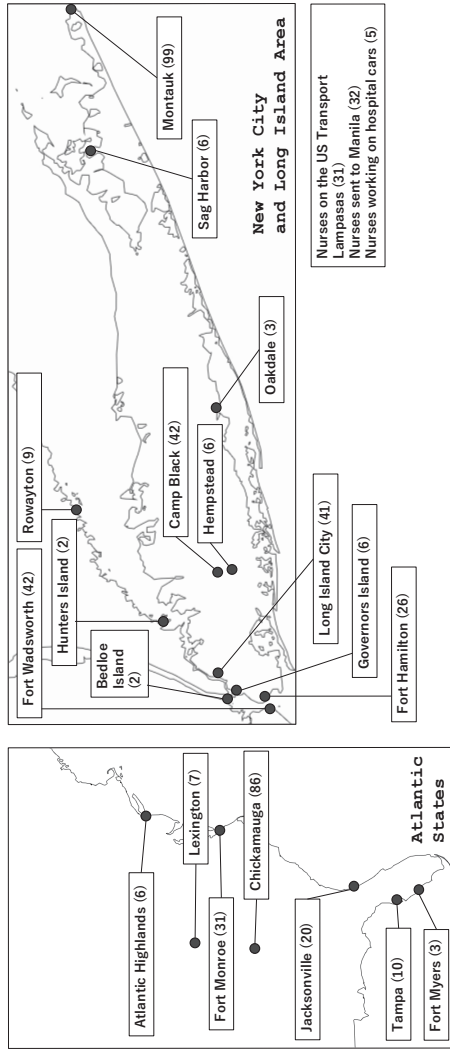 Atlantic Highlands (6)
Lexington (7)
Fort Monroe (31)
Chickamauga (86)
Jacksonville (20)
Tampa (10)
Fort Myers (3)
Atlantic
States
Fort Wadsworth (42)
Rowayton (9)
Hunters Island (2)
Bedloe
Island
(2)
Camp Black (42)
Hempstead (6)
Long Island City (41)
Governors Island (6)
Fort Hamilton (26)
Oakdale (3)
Sag Harbor (6)
Montauk (99)
New York City
and Long Island Area
Nurses on the US Transport
Lampasas (31)
Nurses sent to Manila (32)
Nurses working on hospital cars (5)